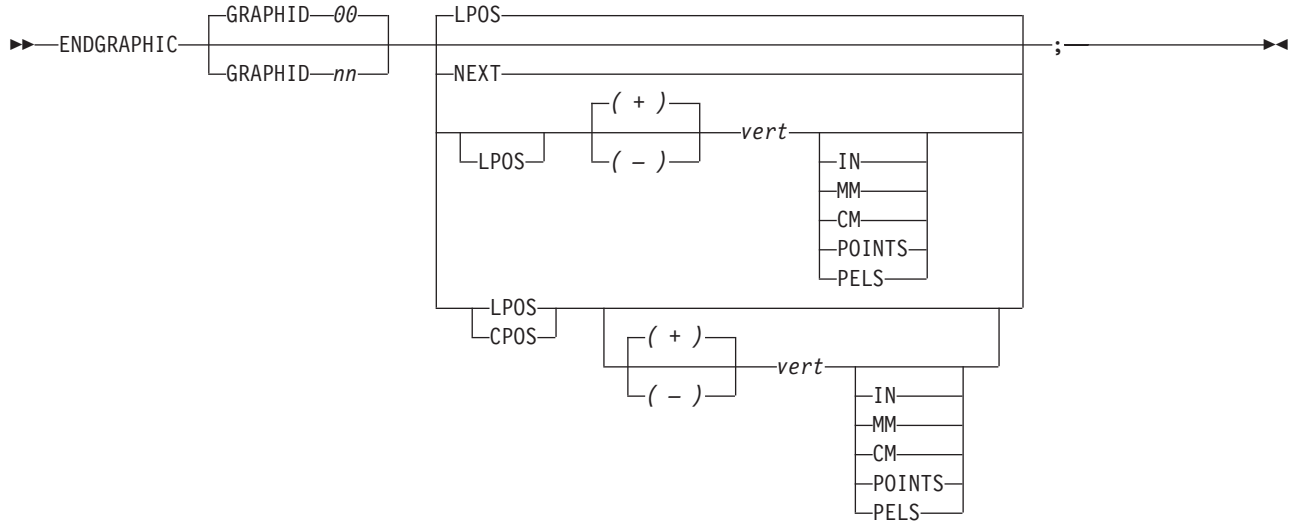 GRAPHID 00 LPOS
ENDGRAPHIC ;
GRAPHID nn NEXT
( + )
vert
LPOS ( – ) IN
MM
CM
POINTS
PELS
LPOS
CPOS ( + )
vert
( – ) IN
MM
CM
POINTS
PELS